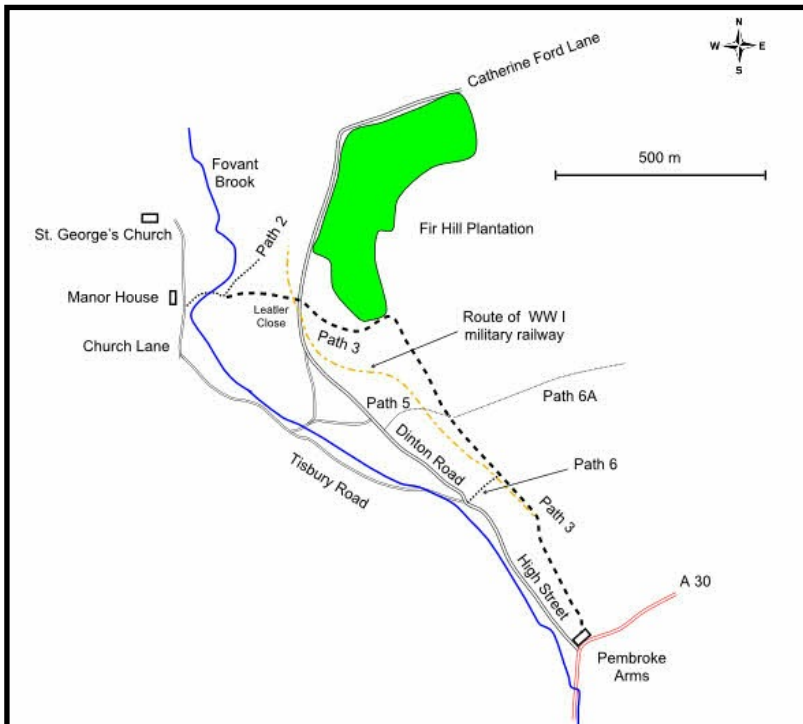 N
W
E
S
Catherine Ford Lane
500 m
Fovant
Brook
Path 2
St. George's Church
Fir Hill Plantation
Manor House
Leatler
Close
Route of WW I
military railway
Path 3
Church Lane
Path 5
Path 6A
Dinton Road
Path 6
Tisbury Road
Path 3
High Street
A 30
Pembroke
Arms